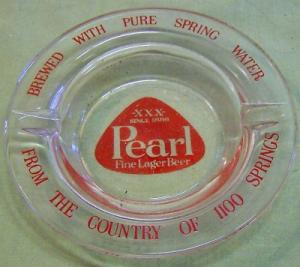 BREWED WITH PURE SPRING WATER
-XXX-
SINCE 1886
Pearl
Fine Lager Beer
FROM THE COUNTRY OF 1100 SPRINGS